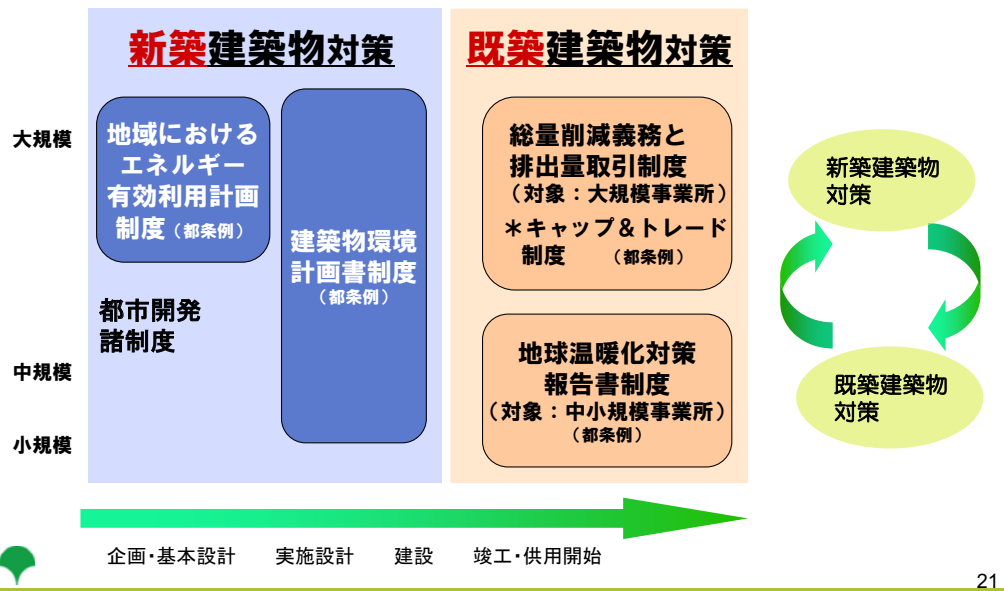 新築建築物対策
既築建築物対策
大規模
中規模
小規模
地域における
エネルギー
有効利用計画
制度（都条例）
都市開発
諸制度
建築物環境
計画書制度
（都条例）
総量削減義務と
排出量取引制度
（対象：大規模事業所）
＊キャップ＆トレード
制度　（都条例）
地球温暖化対策
報告書制度
（対象：中小規模事業所）
（都条例）
新築建築物
対策
既築建築物
対策
企画・基本設計　実施設計　建設　竣工・供用開始
21